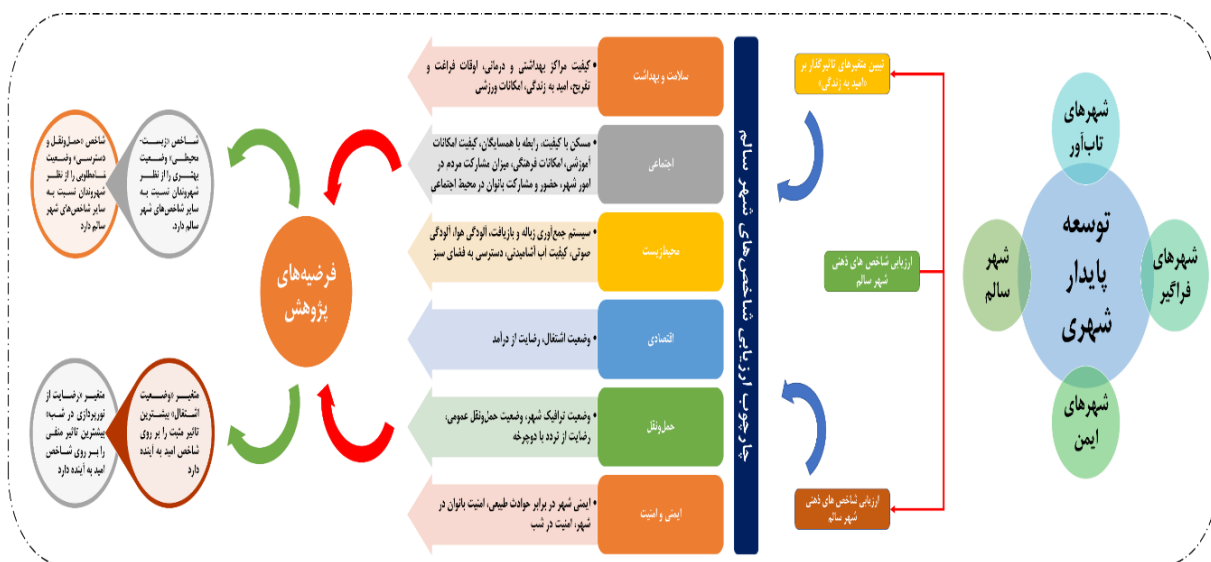 شهرهای
تاب‌آور
شهرهای
فراگیر
توسعه
پایدار
شهری
شهر
سالم
شهرهای
ایمن
تبیین متغیرهای تاثیرگذار بر
«امید به زندگی»
ارزیابی شاخص های ذهنی
شهر سالم
ارزیابی شاخص های ذهنی
شهر سالم
چارچوب ارزیابی شاخص‌های شهر سالم
سلامت و بهداشت
• کیفیت مراکز بهداشتی و درمانی، اوقات فراغت و
تفریح، امید به زندگی، امکانات ورزشی
اجتماعی
• مسکن با کیفیت، رابطه با همسایگان، کیفیت امکانات
آموزشی، امکانات فرهنگی، میزان مشارکت مردم در
امور شهر، حضور و مشارکت بانوان در محیط اجتماعی
محیط‌زیست
• سیستم جمع‌آوری زباله و بازیافت، آلودگی هوا، آلودگی
صوتی، کیفیت آب آشامیدنی، دسترسی به فضای سبز
اقتصادی
• وضعیت اشتغال، رضایت از درآمد
حمل‌ونقل
• وضعیت ترافیک شهر، وضعیت حمل‌ونقل عمومی،
رضایت از تردد با دوچرخه
ایمنی و امنیت
• ایمنی شهر در برابر حوادث طبیعی، امنیت بانوان در
شهر، امنیت در شب
فرضیه‌های
پژوهش
شاخص «زیست-
محیطی» وضعیت
بهتری را از نظر
شهروندان نسبت به
سایر شاخص‌های شهر
سالم دارد.
شاخص «حمل‌ونقل و
دسترسی» وضعیت
نامطلوبی را از نظر
شهروندان نسبت به
سایر شاخص‌های شهر
سالم دارد
متغیر «وضعیت
اشتغال» بیشترین
تاثیر مثبت را بر روی
شاخص امید به آینده
دارد
متغیر «رضایت از
نورپردازی در شب»
بیشترین تاثیر منفی
را بر روی شاخص
امید به آینده دارد